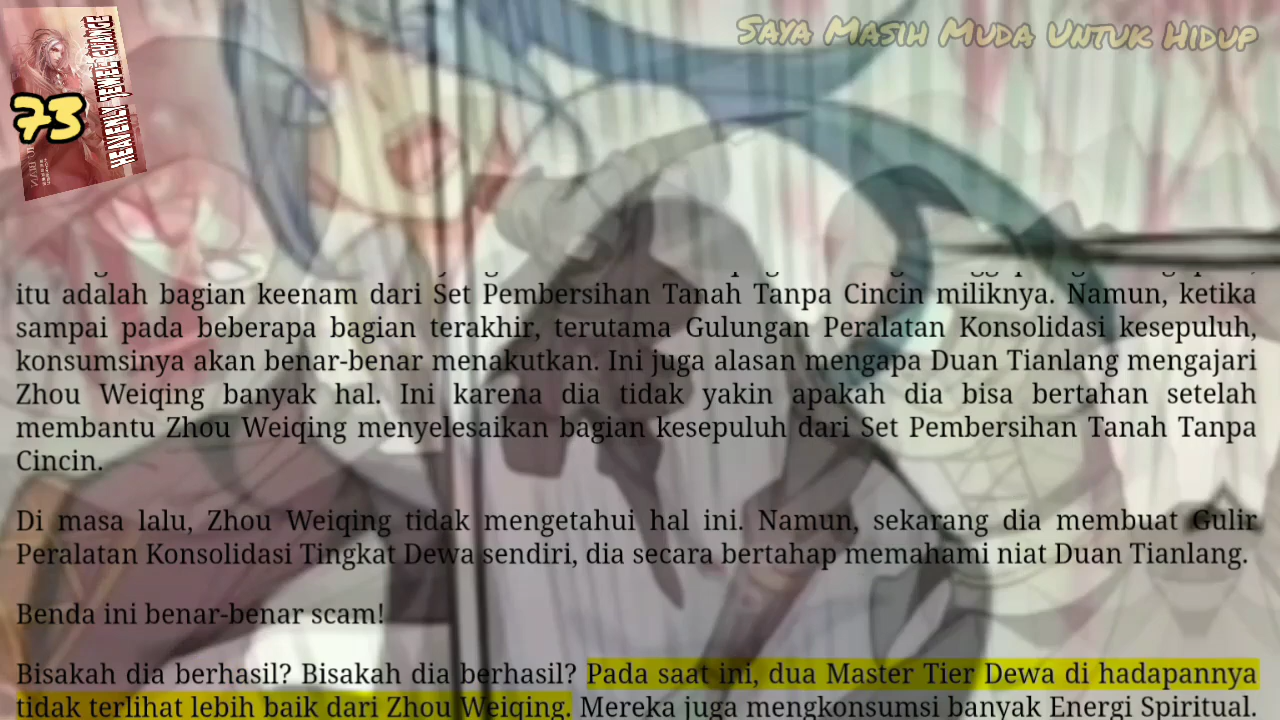 Saya Masih Muda Untuk Hidup
73
HEAVENLY JEWEL CHANGE
itu adalah bagian keenam dari Set Pembersihan Tanah Tanpa Cincin miliknya. Namun, ketika
sampai pada beberapa bagian terakhir, terutama Gulungan Peralatan Konsolidasi kesepuluh,
konsumsinya akan benar-benar menakutkan. Ini juga alasan mengapa Duan Tianlang mengajari
Zhou Weiqing banyak hal. Ini karena dia tidak yakin apakah dia bisa bertahan setelah
membantu Zhou Weiqing menyelesaikan bagian kesepuluh dari Set Pembersihan Tanah Tanpa
Cincin.
Di masa lalu, Zhou Weiqing tidak mengetahui hal ini. Namun, sekarang dia membuat Gulir
Peralatan Konsolidasi Tingkat Dewa sendiri, dia secara bertahap memahami niat Duan Tianlang.
Benda ini benar-benar scam!
Bisakah dia berhasil? Bisakah dia berhasil? Pada saat ini, dua Master Tier Dewa di hadapannya
tidak terlihat lebih baik dari Zhou Weiqing. Mereka juga mengkonsumsi banyak Energi Spiritual.